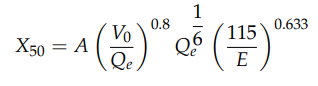 X₅₀ = A (V₀/Qₑ)^0.8 Qₑ^(1/6) (115/E)^0.633